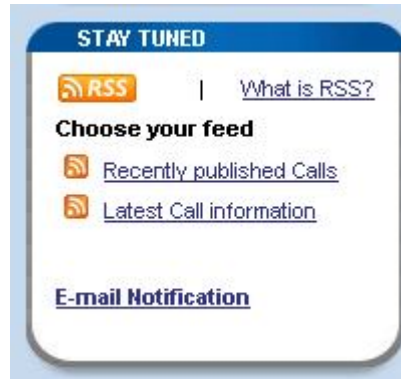 STAY TUNED
RSS | What is RSS?
Choose your feed
Recently published Calls
Latest Call information
E-mail Notification